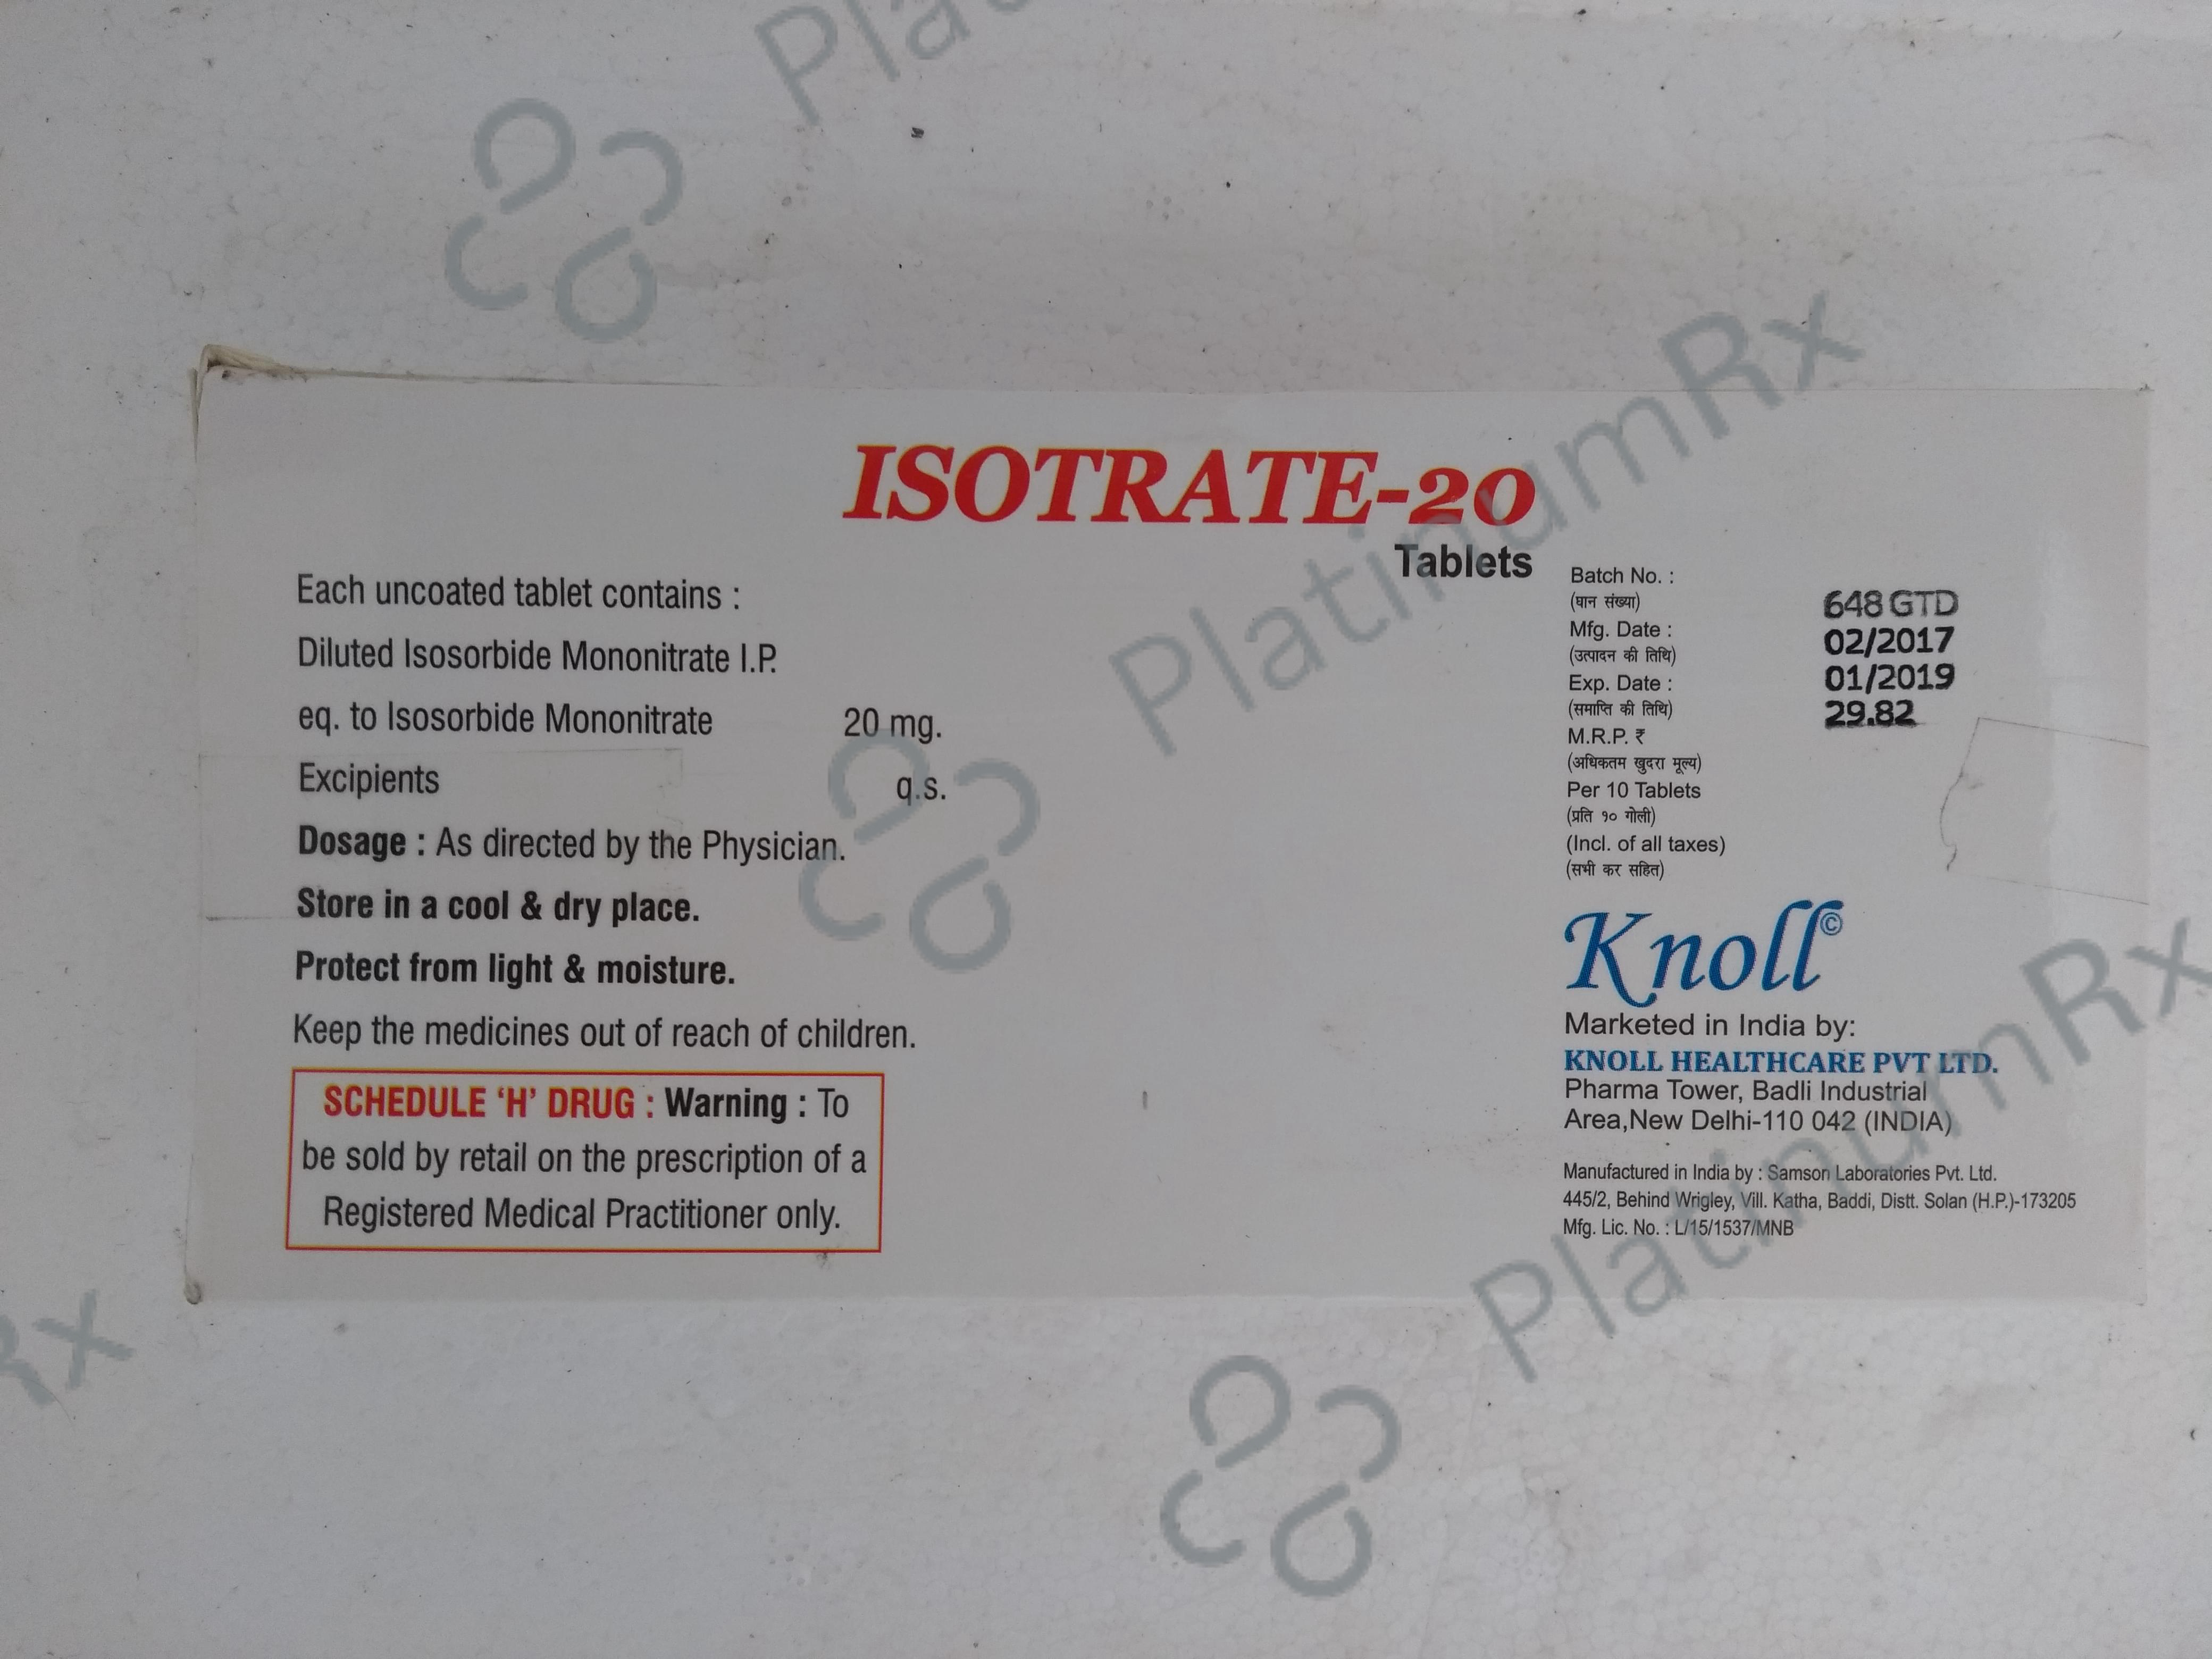 ISOTRATE-20
Tablets
Each uncoated tablet contains :
Diluted Isosorbide Mononitrate I.P.
eq. to Isosorbide Mononitrate 20 mg.
Excipients q.s.
Dosage : As directed by the Physician.
Store in a cool & dry place.
Protect from light & moisture.
Keep the medicines out of reach of children.
SCHEDULE ‘H’ DRUG : Warning : To
be sold by retail on the prescription of a
Registered Medical Practitioner only.
Batch No. :
(घान संख्या)
648 GTD
Mfg. Date :
(उत्पादन की तिथि)
02/2017
Exp. Date :
(समाप्ति की तिथि)
01/2019
M.R.P. ₹
(अधिकतम खुदरा मूल्य)
29.82
Per 10 Tablets
(प्रति १० गोली)
(Incl. of all taxes)
(सभी कर सहित)
Knoll©
Marketed in India by:
KNOLL HEALTHCARE PVT LTD.
Pharma Tower, Badli Industrial
Area,New Delhi-110 042 (INDIA)
Manufactured in India by : Samson Laboratories Pvt. Ltd.
445/2, Behind Wrigley, Vill. Katha, Baddi, Distt. Solan (H.P.)-173205
Mfg. Lic. No. : L/15/1537/MNB
Pla
PlatinumRx
PlatinumRx
Rx